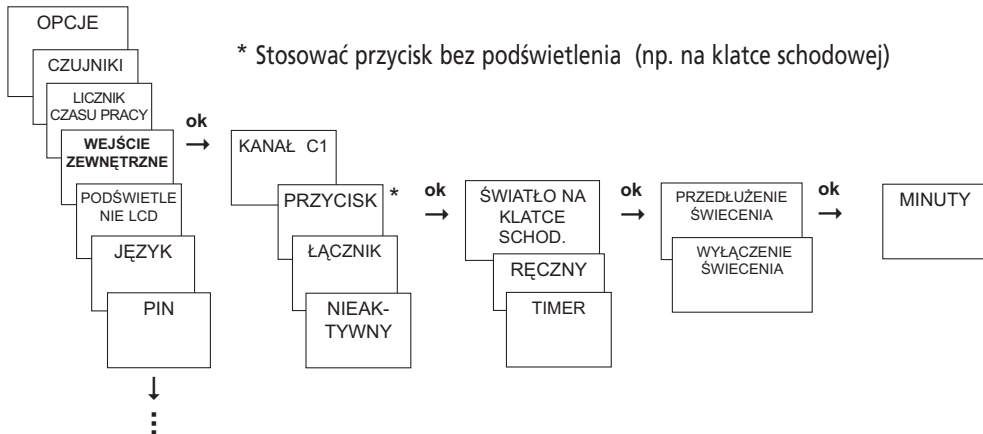 OPCJE
* Stosować przycisk bez podświetlenia (np. na klatce schodowej)
CZUJNIKI
LICZNIK
CZASU PRACY
WEJŚCIE
ZEWNĘTRZNE
PODŚWIETLE
NIE LCD
JĘZYK
PIN
ok
KANAŁ C1
PRZYCISK *
ŁĄCZNIK
NIEAK-
TYWNY
ok
ŚWIATŁO NA
KLATCE
SCHOD.
RĘCZNY
TIMER
ok
PRZEDŁUŻENIE
ŚWIECENIA
WYŁĄCZENIE
ŚWIECENIA
ok
MINUTY